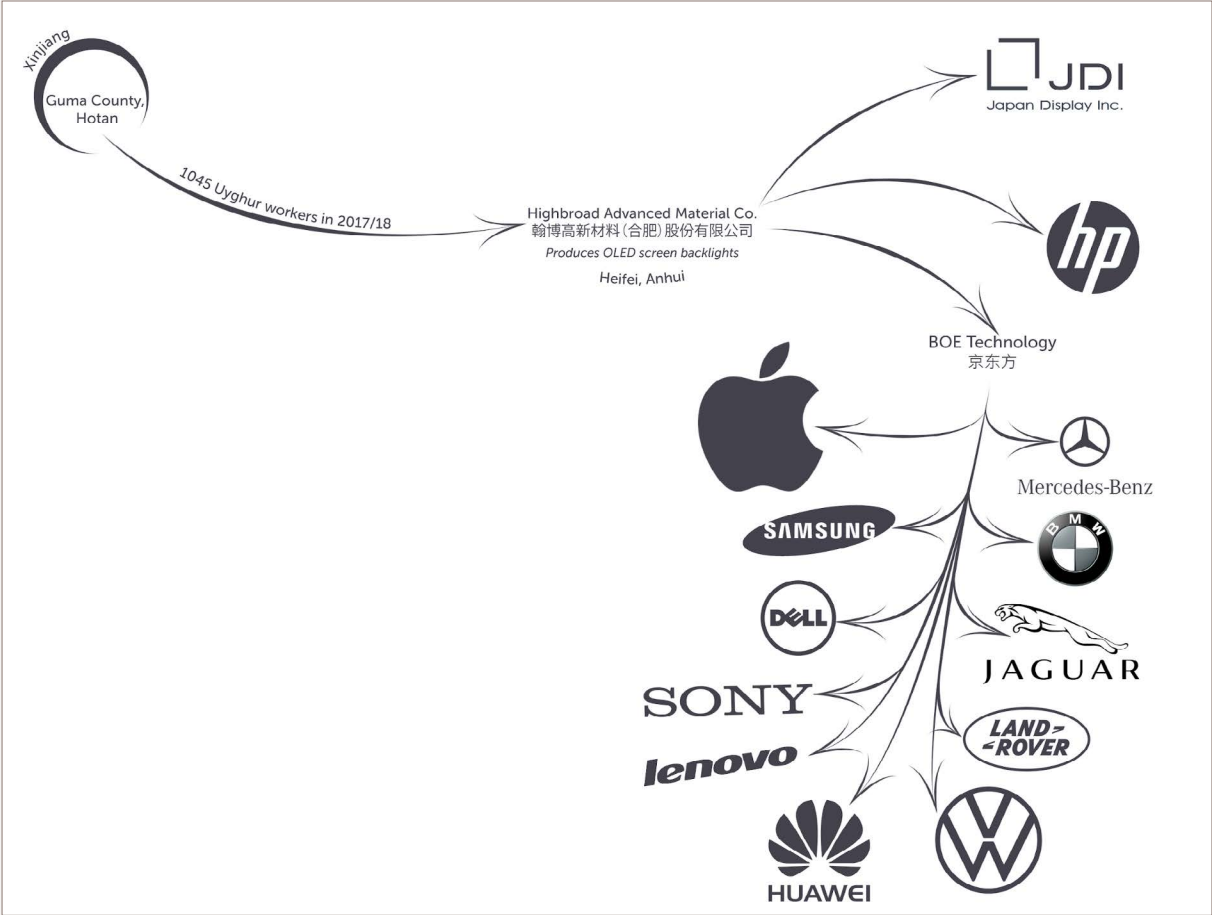 Xinjiang
Guma County,
Hotan
1045 Uyghur workers in 2017/18
Highbroad Advanced Material Co.
翰博高新材料（合肥）股份有限公司
Produces OLED screen backlights
Heifei, Anhui
JDI
Japan Display Inc.
hp
BOE Technology
京东方
Mercedes-Benz
SAMSUNG
BMW
DELL
JAGUAR
SONY
LAND
ROVER
lenovo
HUAWEI
VW